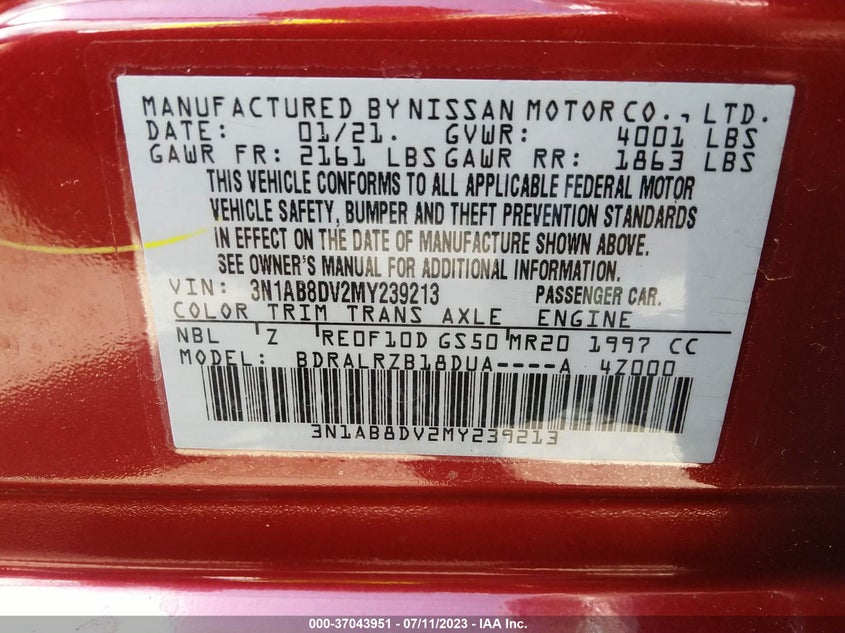 MANUFACTURED BY NISSAN MOTOR CO., LTD.
DATE: 01/21. GVWR: 4001 LBS
GAWR FR: 2161 LBS GAWR RR: 1863 LBS
THIS VEHICLE CONFORMS TO ALL APPLICABLE FEDERAL MOTOR
VEHICLE SAFETY, BUMPER AND THEFT PREVENTION STANDARDS
IN EFFECT ON THE DATE OF MANUFACTURE SHOWN ABOVE.
SEE OWNER'S MANUAL FOR ADDITIONAL INFORMATION.
VIN: 3N1AB8DV2MY239213 PASSENGER CAR.
COLOR TRIM TRANS AXLE ENGINE
NBL Z RE0F10D GS50 MR20 1997 CC
MODEL: BDRALRZB18DUA----A 4Z000
3N1AB8DV2MY239213
000-37043951 - 07/11/2023 - IAA Inc.